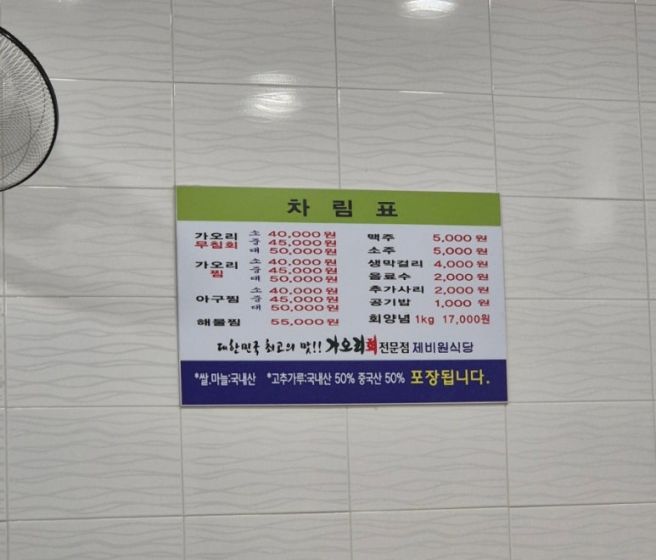 차림표
가오리 소 40,000원
무침회 중 45,000원
대 50,000원
가오리 소 40,000원
찜 중 45,000원
대 50,000원
소 40,000원
아구찜 중 45,000원
대 50,000원
해물찜 55,000원
맥주 5,000원
소주 5,000원
생막걸리 4,000원
음료수 2,000원
추가사리 2,000원
공기밥 1,000원
회양념 1kg 17,000원
대한민국 최고의 맛!! 가오리회전문점 제비원식당
*쌀.마늘:국내산 *고추가루:국내산 50% 중국산 50% 포장됩니다.